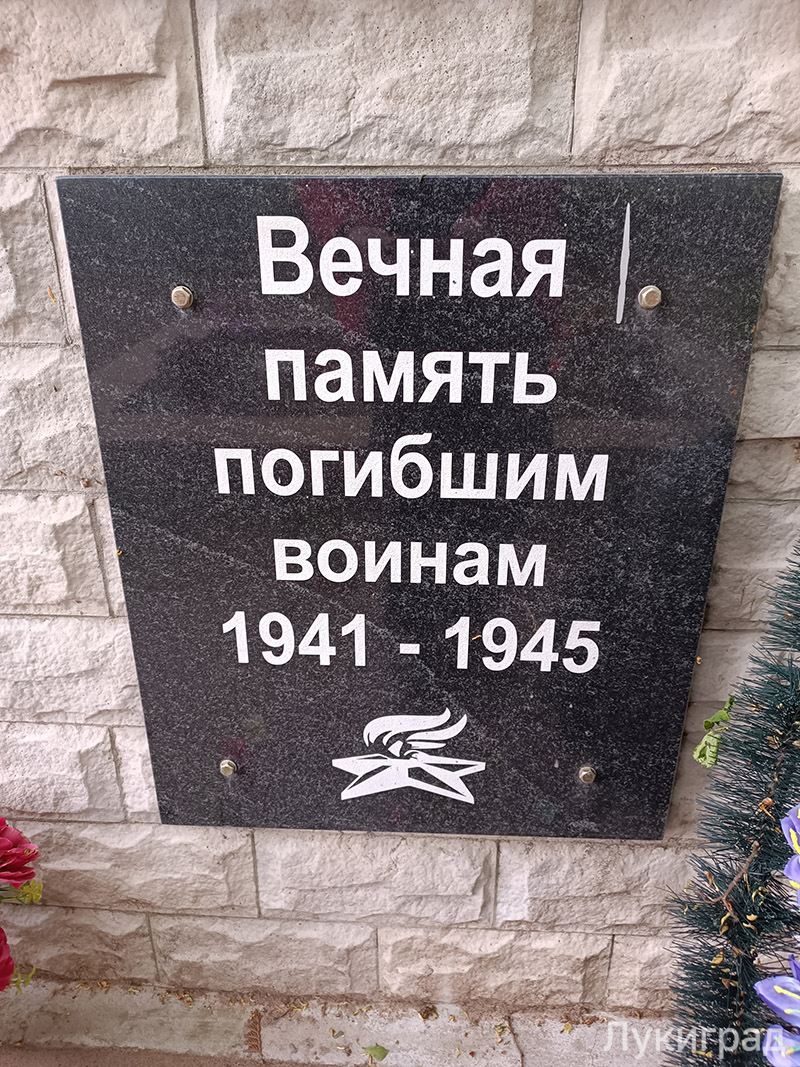 Вечная
память
погибшим
воинам
1941 - 1945
Лукиград